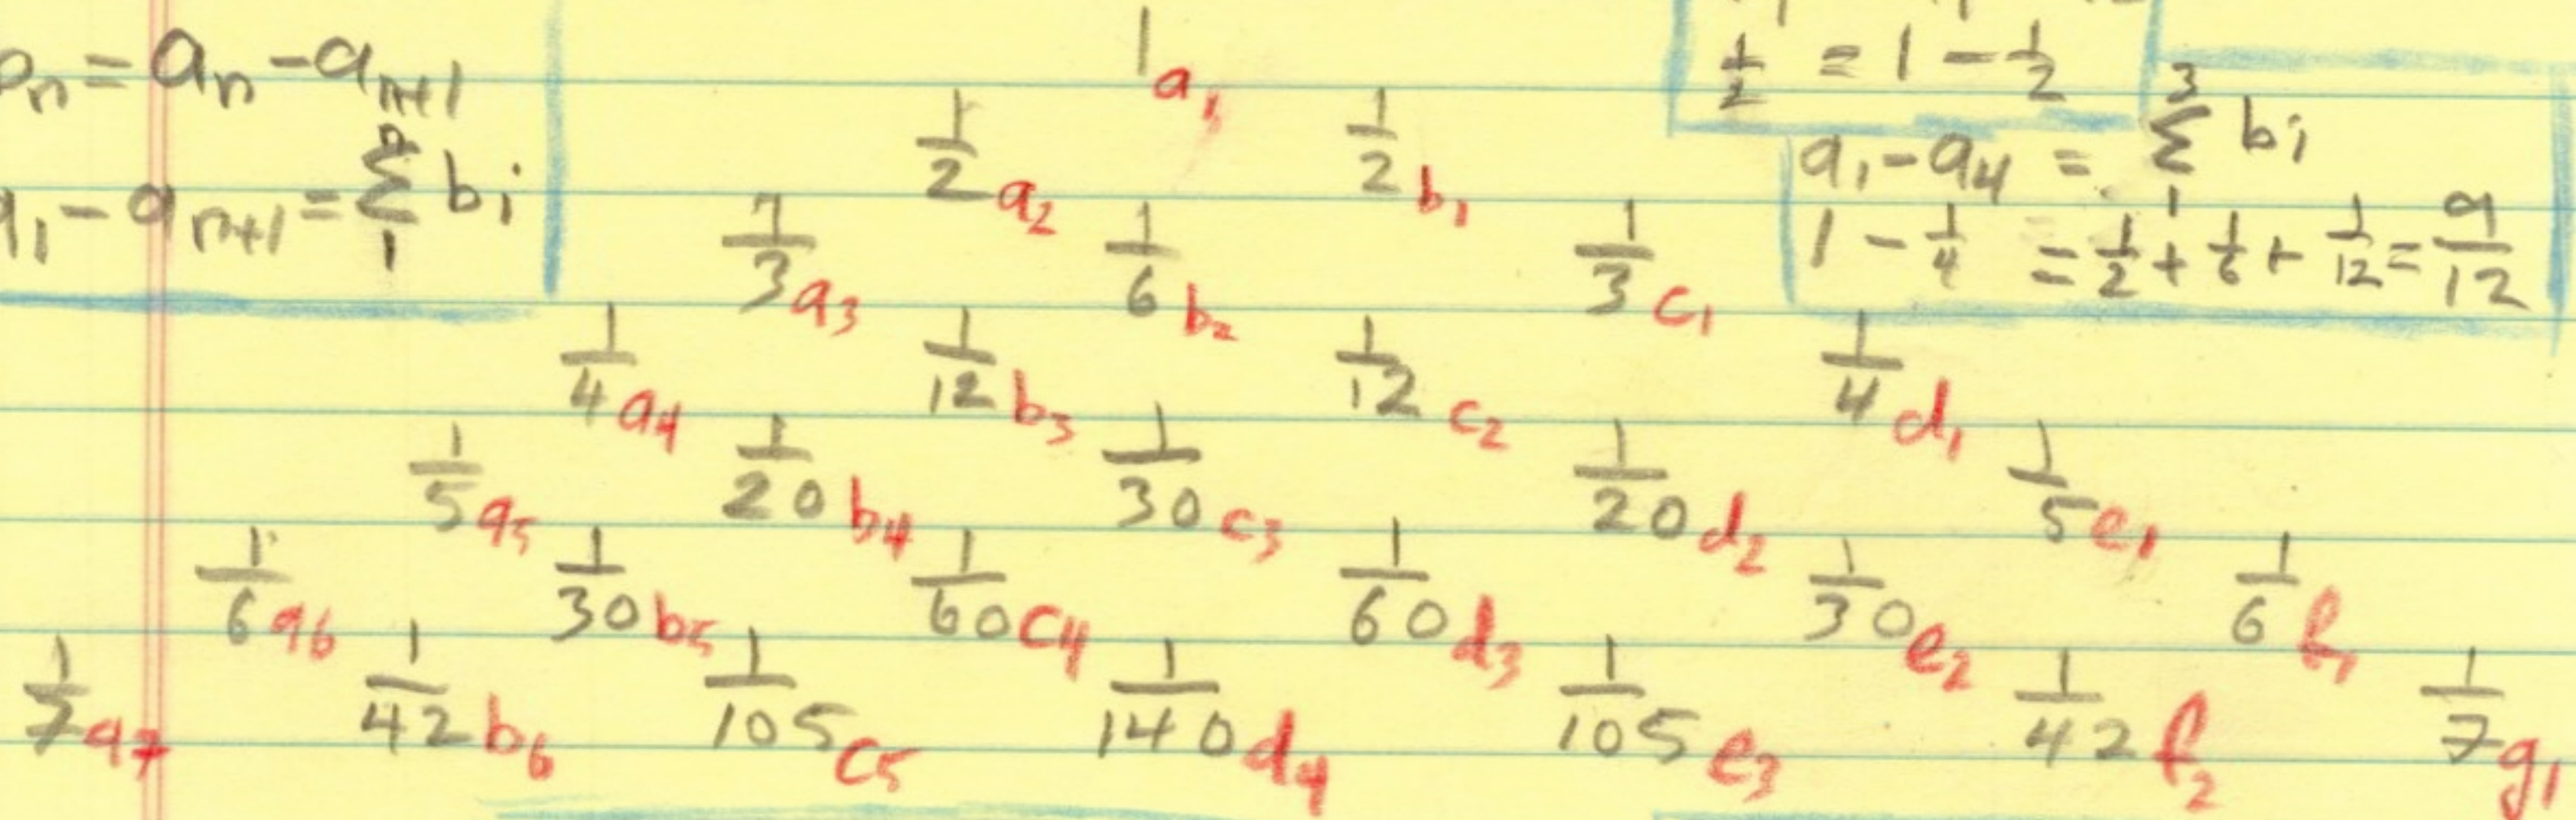 bn = an - an+1
a1 - an+1 = n Σ 1 bi
1/2 = 1 - 1/2
a1 - a4 = 3 Σ 1 bi
1 - 1/4 = 1/2 + 1/6 + 1/12 = 9/12
1 a1
1/2 a2 1/2 b1
1/3 a3 1/6 b2 1/3 c1
1/4 a4 1/12 b3 1/12 c2 1/4 d1
1/5 a5 1/20 b4 1/30 c3 1/20 d2 1/5 e1
1/6 a6 1/30 b5 1/60 c4 1/60 d3 1/30 e2 1/6 f1
1/7 a7 1/42 b6 1/105 c5 1/140 d4 1/105 e3 1/42 f2 1/7 g1